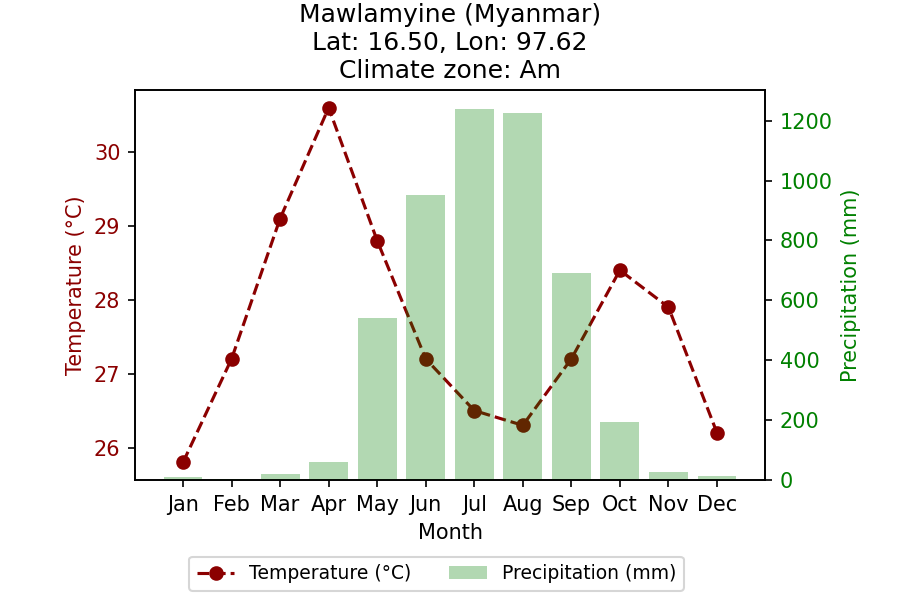 Mawlamyine (Myanmar)
Lat: 16.50, Lon: 97.62
Climate zone: Am
Temperature (°C)
30
29
28
27
26
1200
1000
800
600
400
200
0
Precipitation (mm)
Jan Feb Mar Apr May Jun Jul Aug Sep Oct Nov Dec
Month
Temperature (°C) Precipitation (mm)